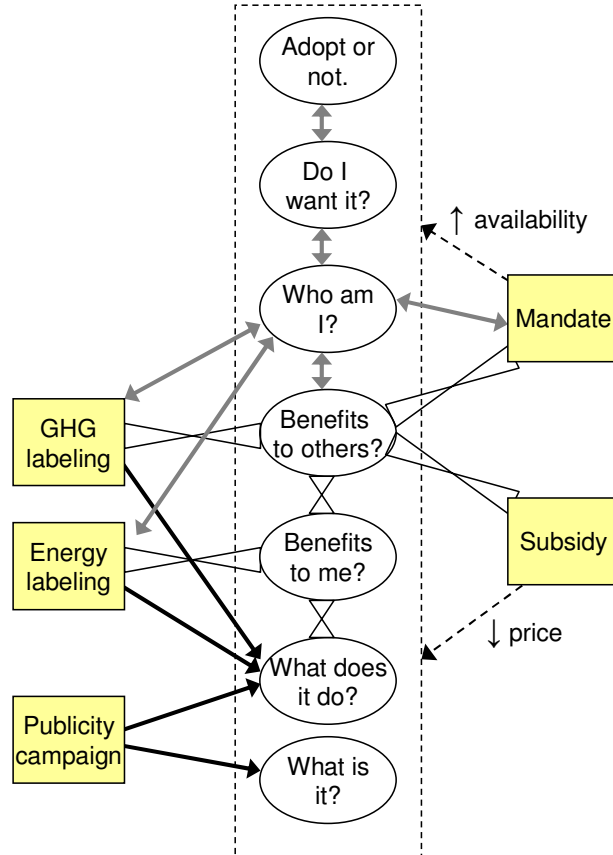 Adopt or
not.
Do I
want it?
↑ availability
Who am
I?
Mandate
GHG
labeling
Benefits
to others?
Energy
labeling
Benefits
to me?
Subsidy
↓ price
What does
it do?
Publicity
campaign
What is
it?